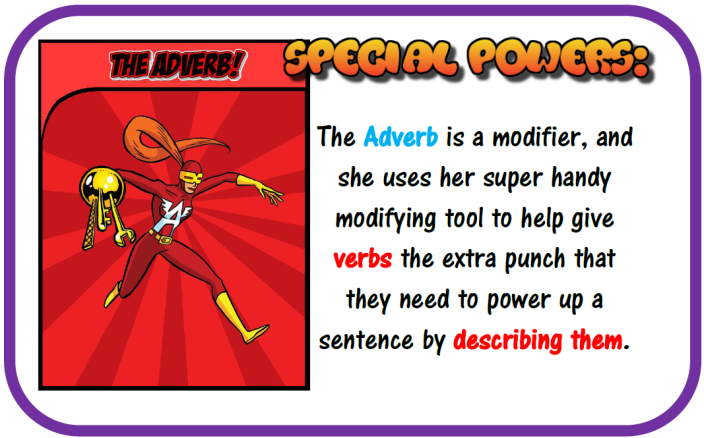 THE ADVERB!
SPECIAL POWERS:
The Adverb is a modifier, and
she uses her super handy
modifying tool to help give
verbs the extra punch that
they need to power up a
sentence by describing them.
A